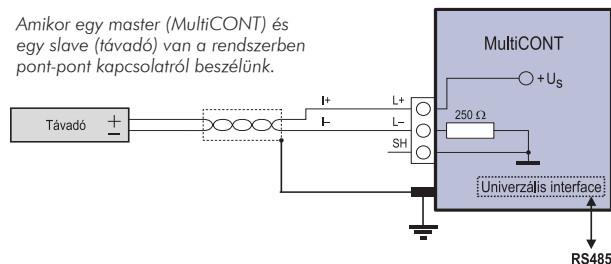 Amikor egy master (MultiCONT) és
egy slave (távadó) van a rendszerben
pont-pont kapcsolatról beszélünk.
MultiCONT
+Us
I+
L+
Távadó
+
–
I–
L–
250 Ω
SH
Univerzális interface
RS485